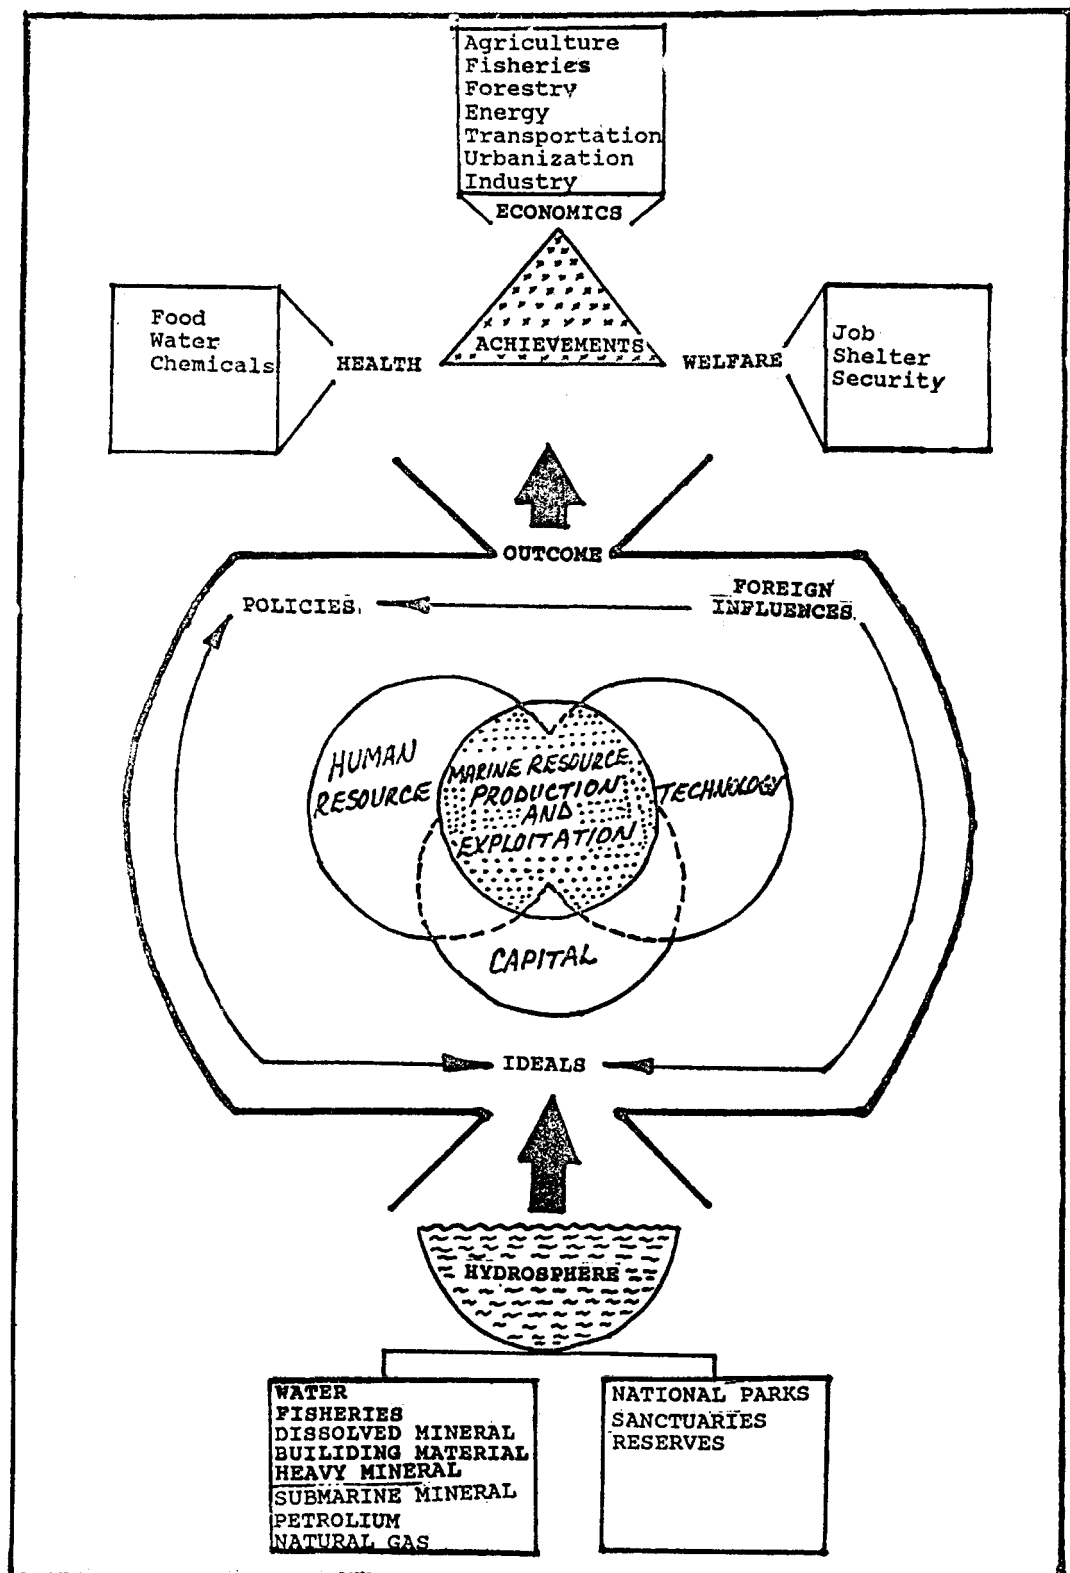 Agriculture
Fisheries
Forestry
Energy
Transportation
Urbanization
Industry
ECONOMICS
Food
Water
Chemicals
HEALTH
ACHIEVEMENTS
WELFARE
Job
Shelter
Security
OUTCOME
POLICIES
FOREIGN
INFLUENCES
HUMAN
RESOURCE
MARINE RESOURCE
PRODUCTION
AND
EXPLOITATION
TECHNOLOGY
CAPITAL
IDEALS
HYDROSPHERE
WATER
FISHERIES
DISSOLVED MINERAL
BUILIDING MATERIAL
HEAVY MINERAL
SUBMARINE MINERAL
PETROLIUM
NATURAL GAS
NATIONAL PARKS
SANCTUARIES
RESERVES